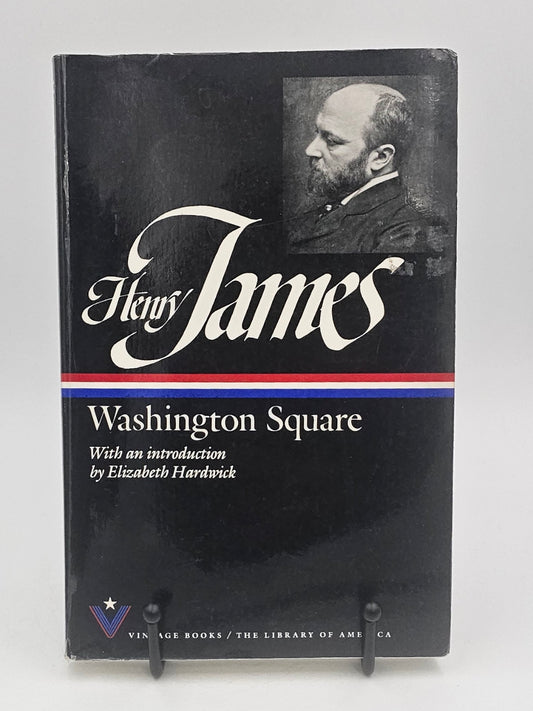 Henry James
Washington Square
With an introduction
by Elizabeth Hardwick
VINTAGE BOOKS / THE LIBRARY OF AMERICA